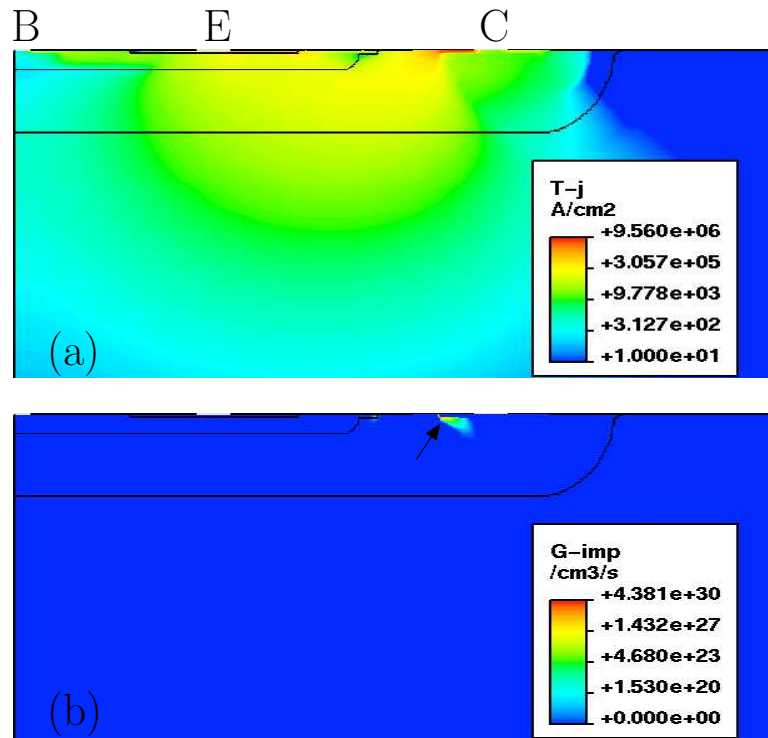 B E C
T-j
A/cm2
+9.560e+06
+3.057e+05
+9.778e+03
+3.127e+02
+1.000e+01
(a)
G-imp
/cm3/s
+4.381e+30
+1.432e+27
+4.680e+23
+1.530e+20
+0.000e+00
(b)